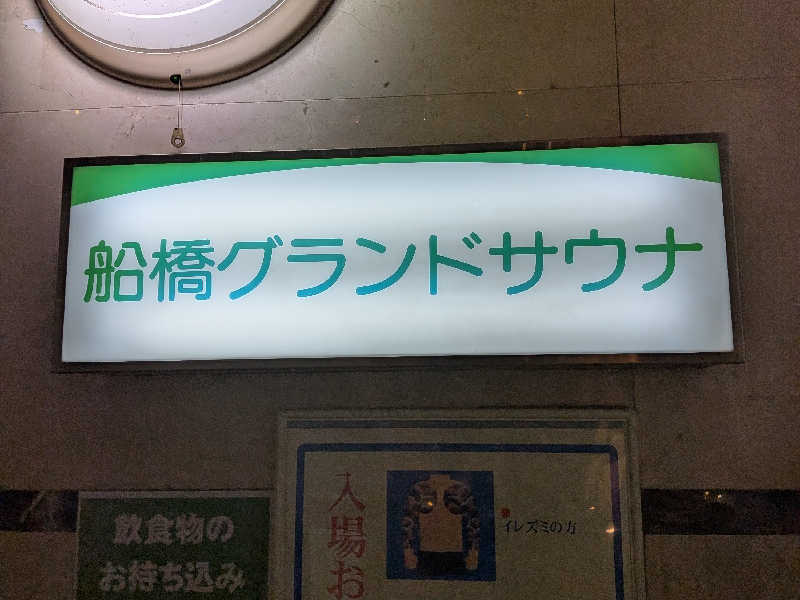 船橋グランドサウナ
飲食物の
お持ち込み
入場お
イレズミの方